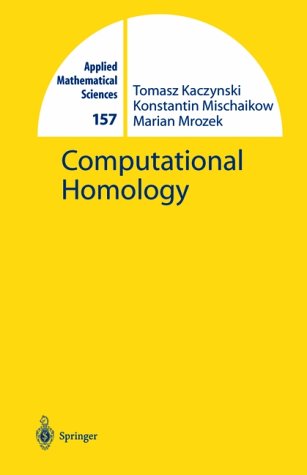 Applied
Mathematical
Sciences
157
Tomasz Kaczynski
Konstantin Mischaikow
Marian Mrozek
Computational
Homology
Springer